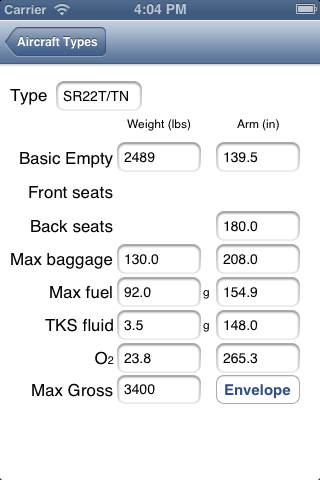 Carrier 4:04 PM
Aircraft Types
Type SR22T/TN
Weight (lbs) Arm (in)
Basic Empty 2489 139.5
Front seats
Back seats 180.0
Max baggage 130.0 208.0
Max fuel 92.0 g 154.9
TKS fluid 3.5 g 148.0
O₂ 23.8 265.3
Max Gross 3400 Envelope